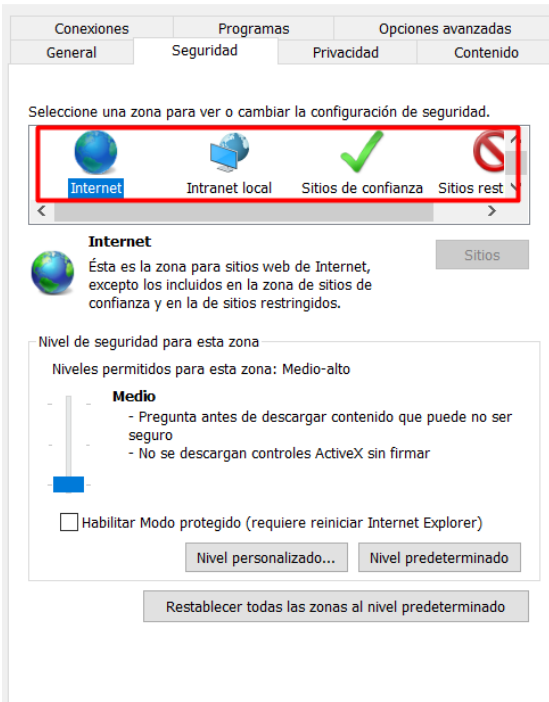 Conexiones Programas Opciones avanzadas
General Seguridad Privacidad Contenido
Seleccione una zona para ver o cambiar la configuración de seguridad.
Internet Intranet local Sitios de confianza Sitios rest
Internet
Sitios
Ésta es la zona para sitios web de Internet,
excepto los incluidos en la zona de sitios de
confianza y en la de sitios restringidos.
Nivel de seguridad para esta zona
Niveles permitidos para esta zona: Medio-alto
Medio
- Pregunta antes de descargar contenido que puede no ser
seguro
- No se descargan controles ActiveX sin firmar
Habilitar Modo protegido (requiere reiniciar Internet Explorer)
Nivel personalizado... Nivel predeterminado
Restablecer todas las zonas al nivel predeterminado